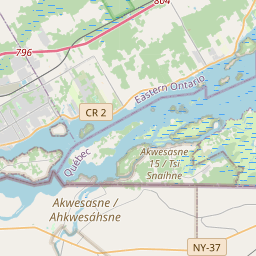 804
796
Eastern Ontario
CR 2
Québec
Akwesasne
15 / Tsi
Snaihne
Akwesasne /
Ahkwesáhsne
NY-37